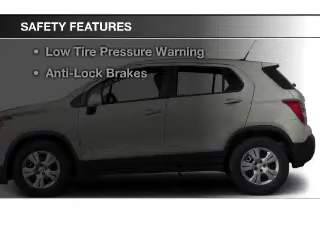 SAFETY FEATURES
• Low Tire Pressure Warning
• Anti-Lock Brakes